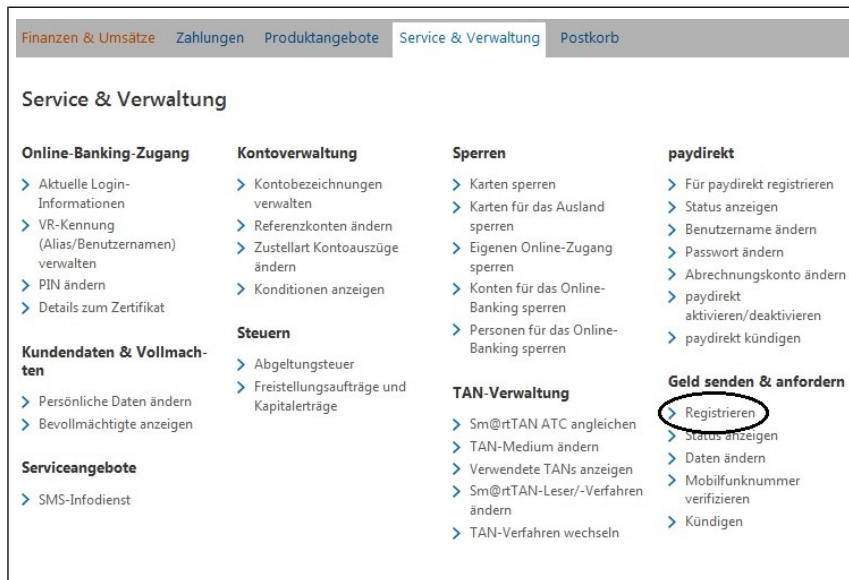 Finanzen & Umsätze Zahlungen Produktangebote Service & Verwaltung Postkorb
Service & Verwaltung
Online-Banking-Zugang
Aktuelle Login-
Informationen
VR-Kennung
(Alias/Benutzernamen)
verwalten
PIN ändern
Details zum Zertifikat
Kundendaten & Vollmach-
ten
Persönliche Daten ändern
Bevollmächtigte anzeigen
Serviceangebote
SMS-Infodienst
Kontoverwaltung
Kontobezeichnungen
verwalten
Referenzkonten ändern
Zustellart Kontoauszüge
ändern
Konditionen anzeigen
Steuern
Abgeltungsteuer
Freistellungsaufträge und
Kapitalerträge
Sperren
Karten sperren
Karten für das Ausland
sperren
Eigenen Online-Zugang
sperren
Konten für das Online-
Banking sperren
Personen für das Online-
Banking sperren
TAN-Verwaltung
Sm@rtTAN ATC angleichen
TAN-Medium ändern
Verwendete TANs anzeigen
Sm@rtTAN-Leser/-Verfahren
ändern
TAN-Verfahren wechseln
paydirekt
Für paydirekt registrieren
Status anzeigen
Benutzername ändern
Passwort ändern
Abrechnungskonto ändern
paydirekt
aktivieren/deaktivieren
paydirekt kündigen
Geld senden & anfordern
Registrieren
Status anzeigen
Daten ändern
Mobilfunknummer
verifizieren
Kündigen